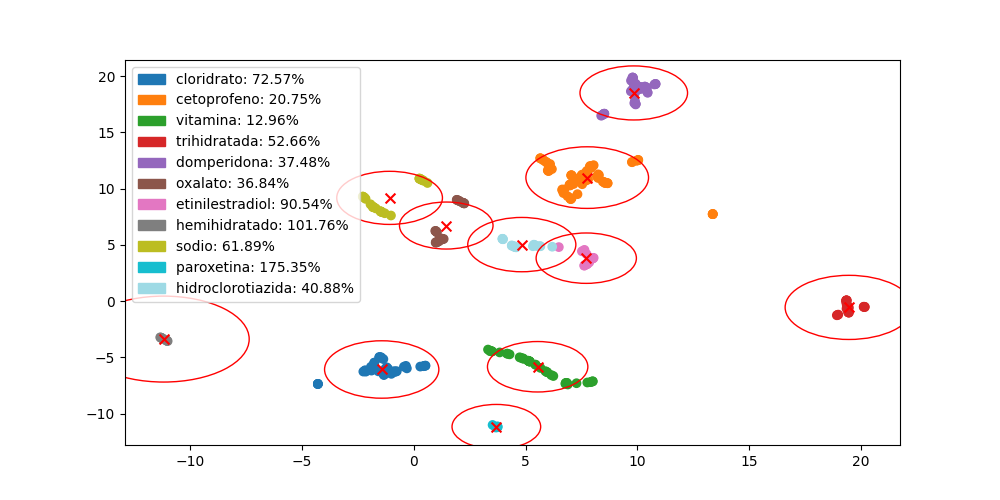 cloridrato: 72.57%
cetoprofeno: 20.75%
vitamina: 12.96%
trihidratada: 52.66%
domperidona: 37.48%
oxalato: 36.84%
etinilestradiol: 90.54%
hemihidratado: 101.76%
sodio: 61.89%
paroxetina: 175.35%
hidroclorotiazida: 40.88%
20
15
10
5
0
−5
−10
−10 −5 0 5 10 15 20